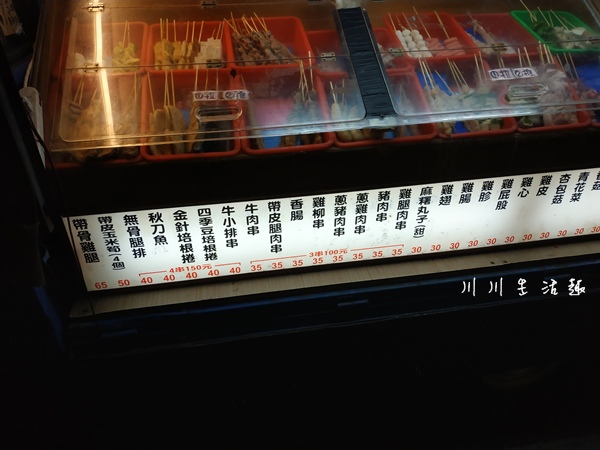 帶骨雞腿
帶皮玉米筍(4個)
無骨腿排
秋刀魚
金針培根捲
四季豆培根捲
牛小排串
牛肉串
帶皮腿肉串
香腸
雞柳串
蔥豬肉串
蔥雞肉串
豬肉串
雞腿肉串
麻糬丸子(甜)
雞翅
雞腸
雞胗
雞屁股
雞心
雞皮
杏包菇
青花菜
4串150元
3串100元
65 50 40 40 40 40 40 35 35 35 35 35 35 35 30 30 30 30 30 30 30 30 30 30
川川生活趣